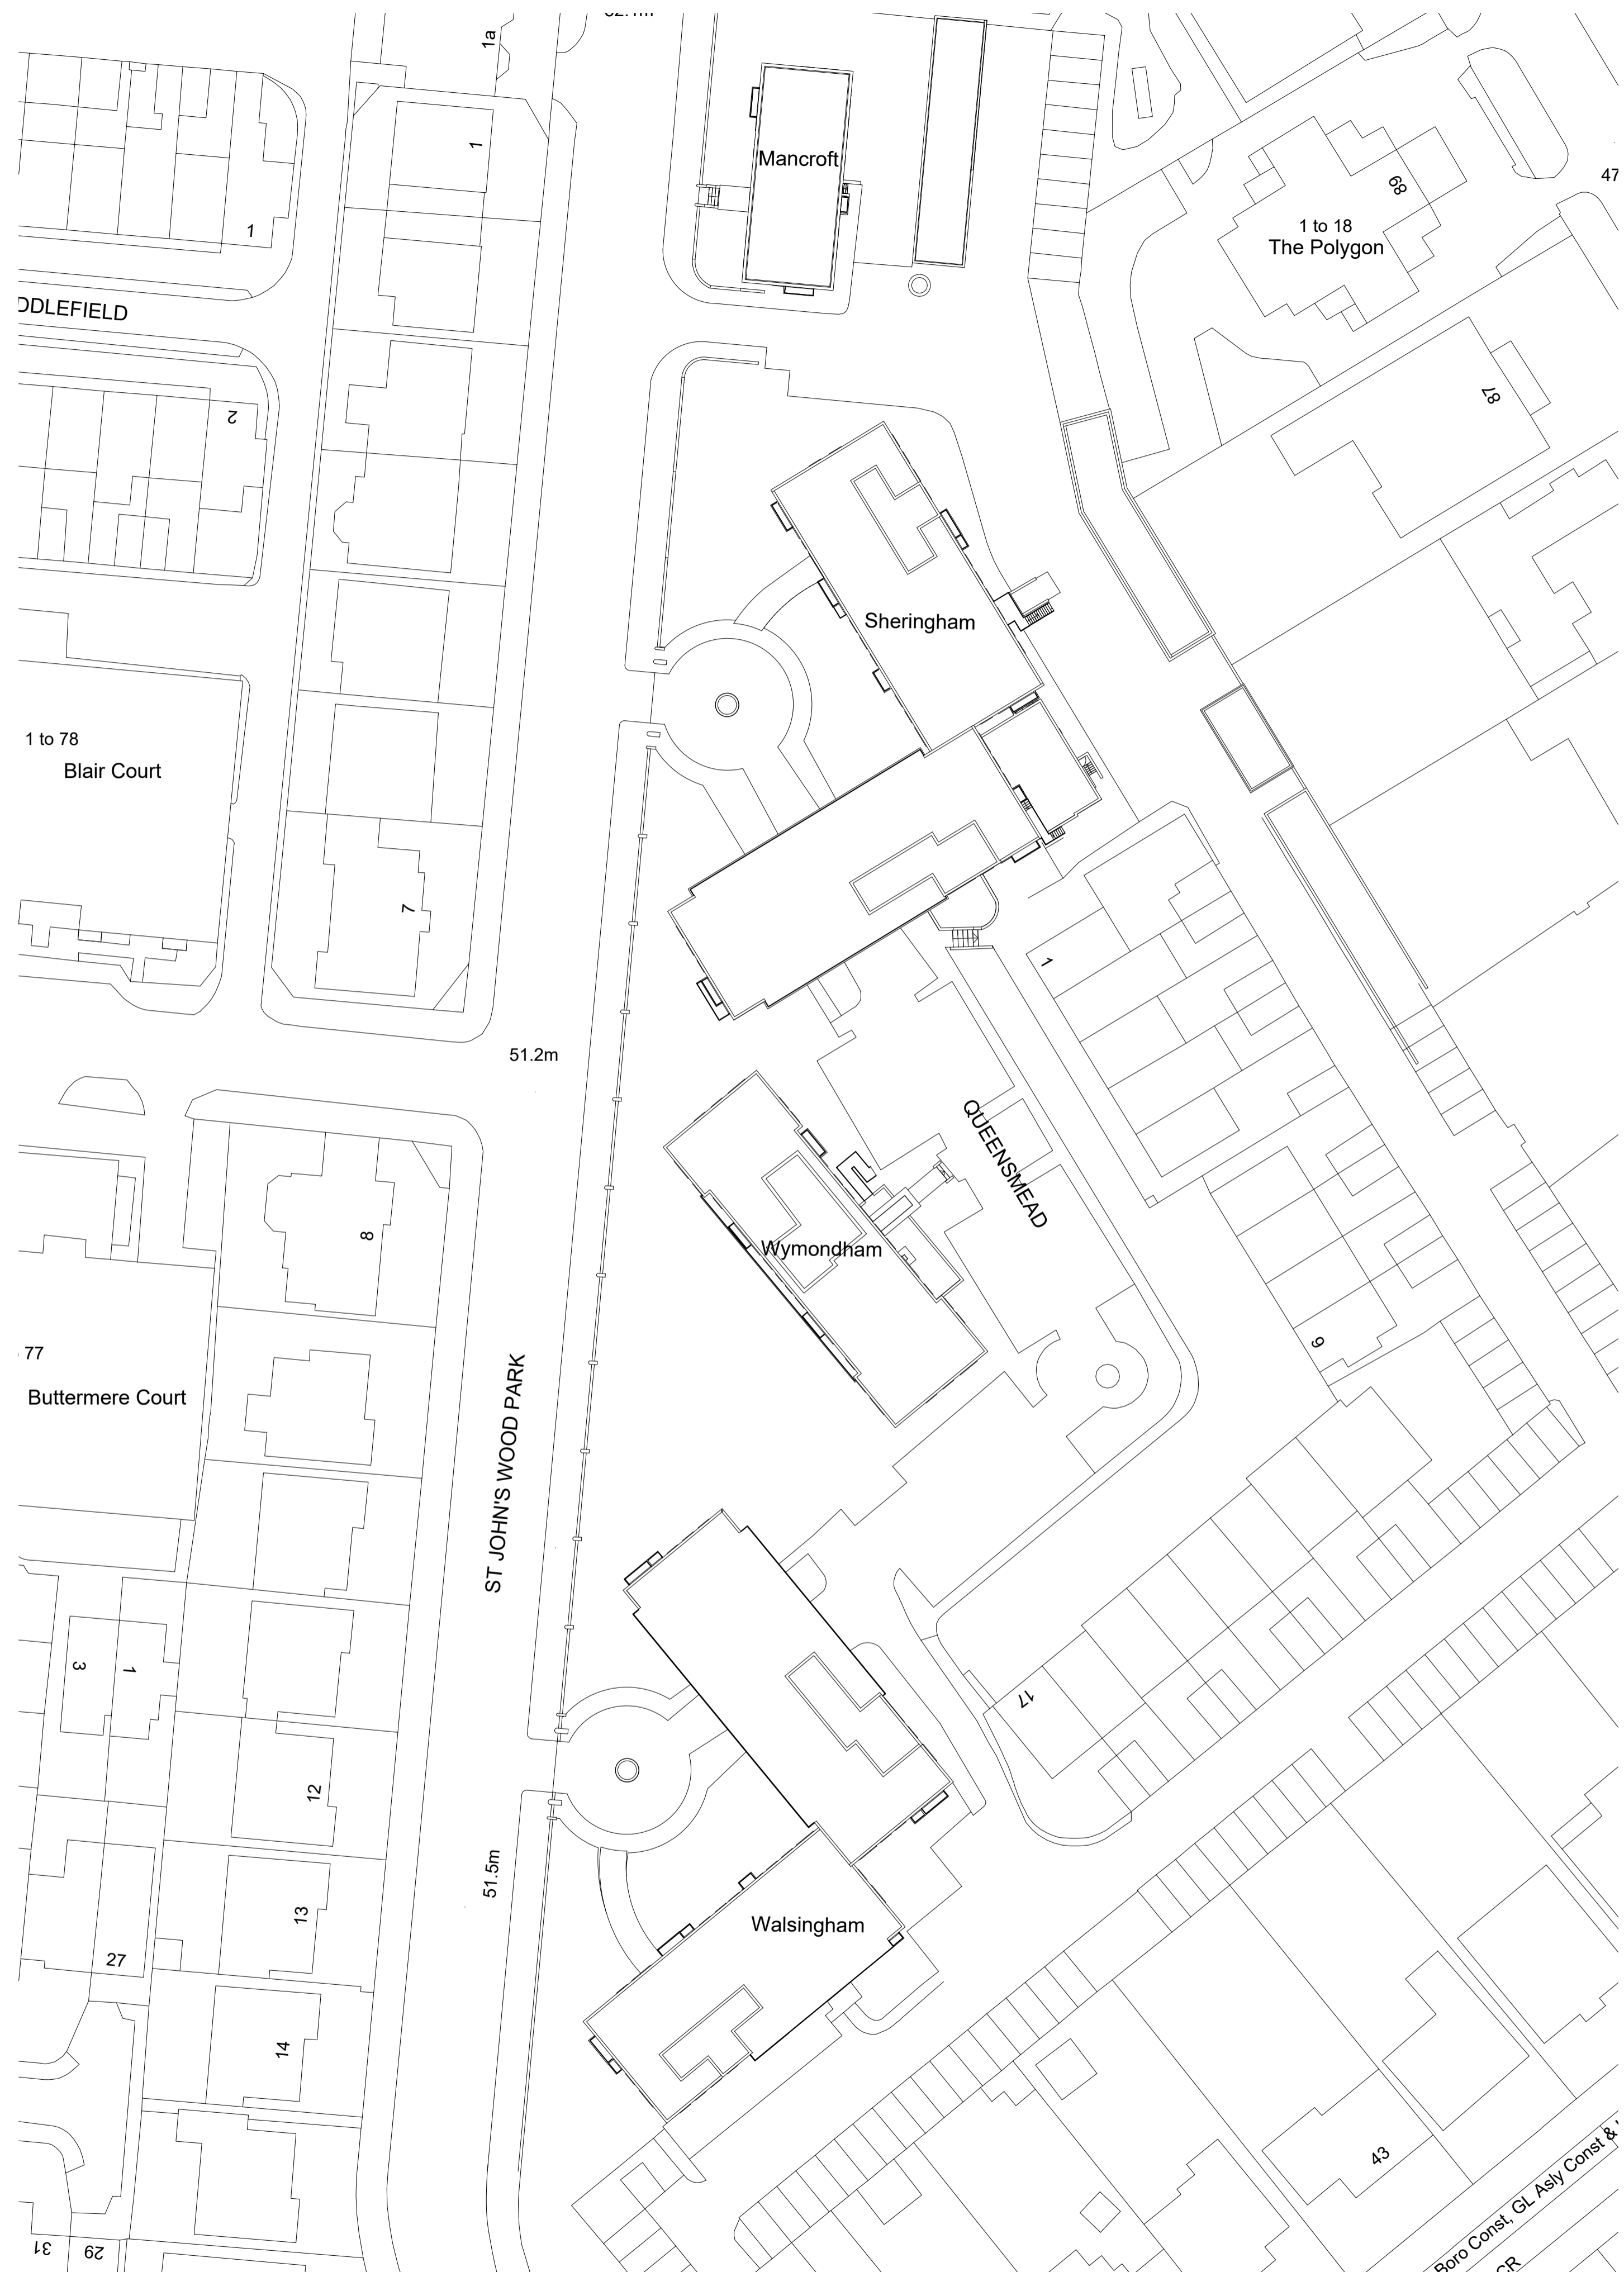 1a
1
Mancroft
68
47
1 to 18
The Polygon
1
DDLEFIELD
87
2
Sheringham
1 to 78
Blair Court
7
1
51.2m
QUEENSMEAD
8
Wymondham
9
77
Buttermere Court
ST JOHN'S WOOD PARK
3
1
17
12
51.5m
13
Walsingham
27
14
43
Boro Const, GL Asly Const &
CR
31
29